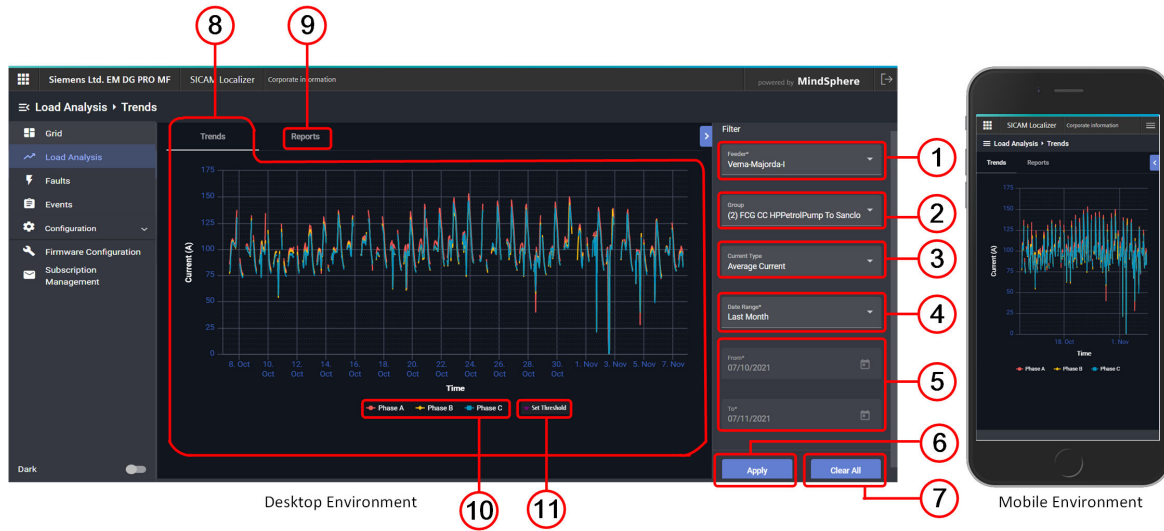 8
9
Siemens Ltd. EM DG PRO MF SICAM Localizer Corporate information powered by MindSphere
Load Analysis Trends
Grid
Load Analysis
Faults
Events
Configuration
Firmware Configuration
Subscription
Management
Dark
Trends Reports
Current (A)
175
150
125
100
75
50
25
0
8. Oct 10. Oct 12. Oct 14. Oct 16. Oct 18. Oct 20. Oct 22. Oct 24. Oct 26. Oct 28. Oct 30. Oct 1. Nov 3. Nov 5. Nov 7. Nov
Time
Phase A Phase B Phase C Set Threshold
Filter
Feeder*
Verna-Majorda-I
1
Group
(2) FCG CC HPPetrolPump To Sanclo
2
Current Type
Average Current
3
Date Range*
Last Month
4
From*
07/10/2021
5
To*
07/11/2021
6
Apply Clear All
7
10
11
Desktop Environment
SICAM Localizer Corporate information
Load Analysis Trends
Trends Reports
Current (A)
175
150
125
100
75
50
25
0
18. Oct 1. Nov
Time
Phase A Phase B Phase C
Mobile Environment